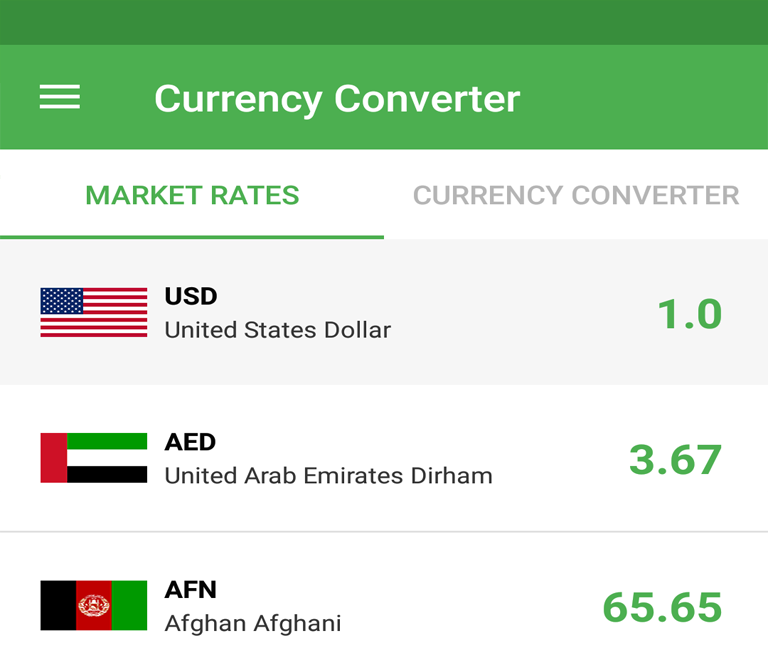 Currency Converter
MARKET RATES
CURRENCY CONVERTER
USD
United States Dollar
1.0
AED
United Arab Emirates Dirham
3.67
AFN
Afghan Afghani
65.65